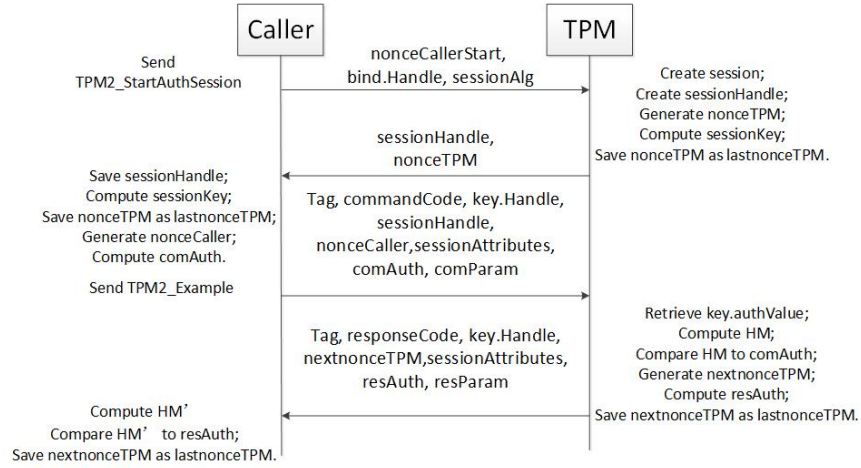 Caller
TPM
Send
TPM2_StartAuthSession
nonceCallerStart,
bind.Handle, sessionAlg
Create session;
Create sessionHandle;
Generate nonceTPM;
Compute sessionKey;
Save nonceTPM as lastnonceTPM.
sessionHandle,
nonceTPM
Save sessionHandle;
Compute sessionKey;
Save nonceTPM as lastnonceTPM;
Generate nonceCaller;
Compute comAuth.
Tag, commandCode, key.Handle,
sessionHandle,
nonceCaller,sessionAttributes,
comAuth, comParam
Send TPM2_Example
Retrieve key.authValue;
Compute HM;
Compare HM to comAuth;
Generate nextnonceTPM;
Compute resAuth;
Save nextnonceTPM as lastnonceTPM.
Tag, responseCode, key.Handle,
nextnonceTPM,sessionAttributes,
resAuth, resParam
Compute HM’
Compare HM’ to resAuth;
Save nextnonceTPM as lastnonceTPM.